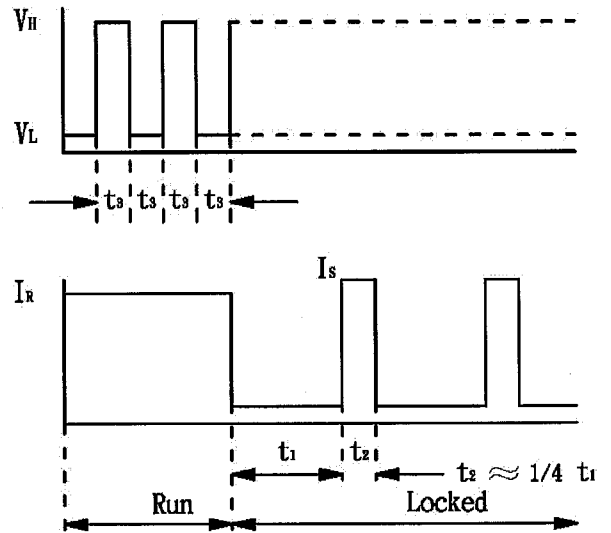 VH
VL
t3 t3 t3 t3
IR
IS
t1 t2
t2 ≈ 1/4 t1
Run Locked